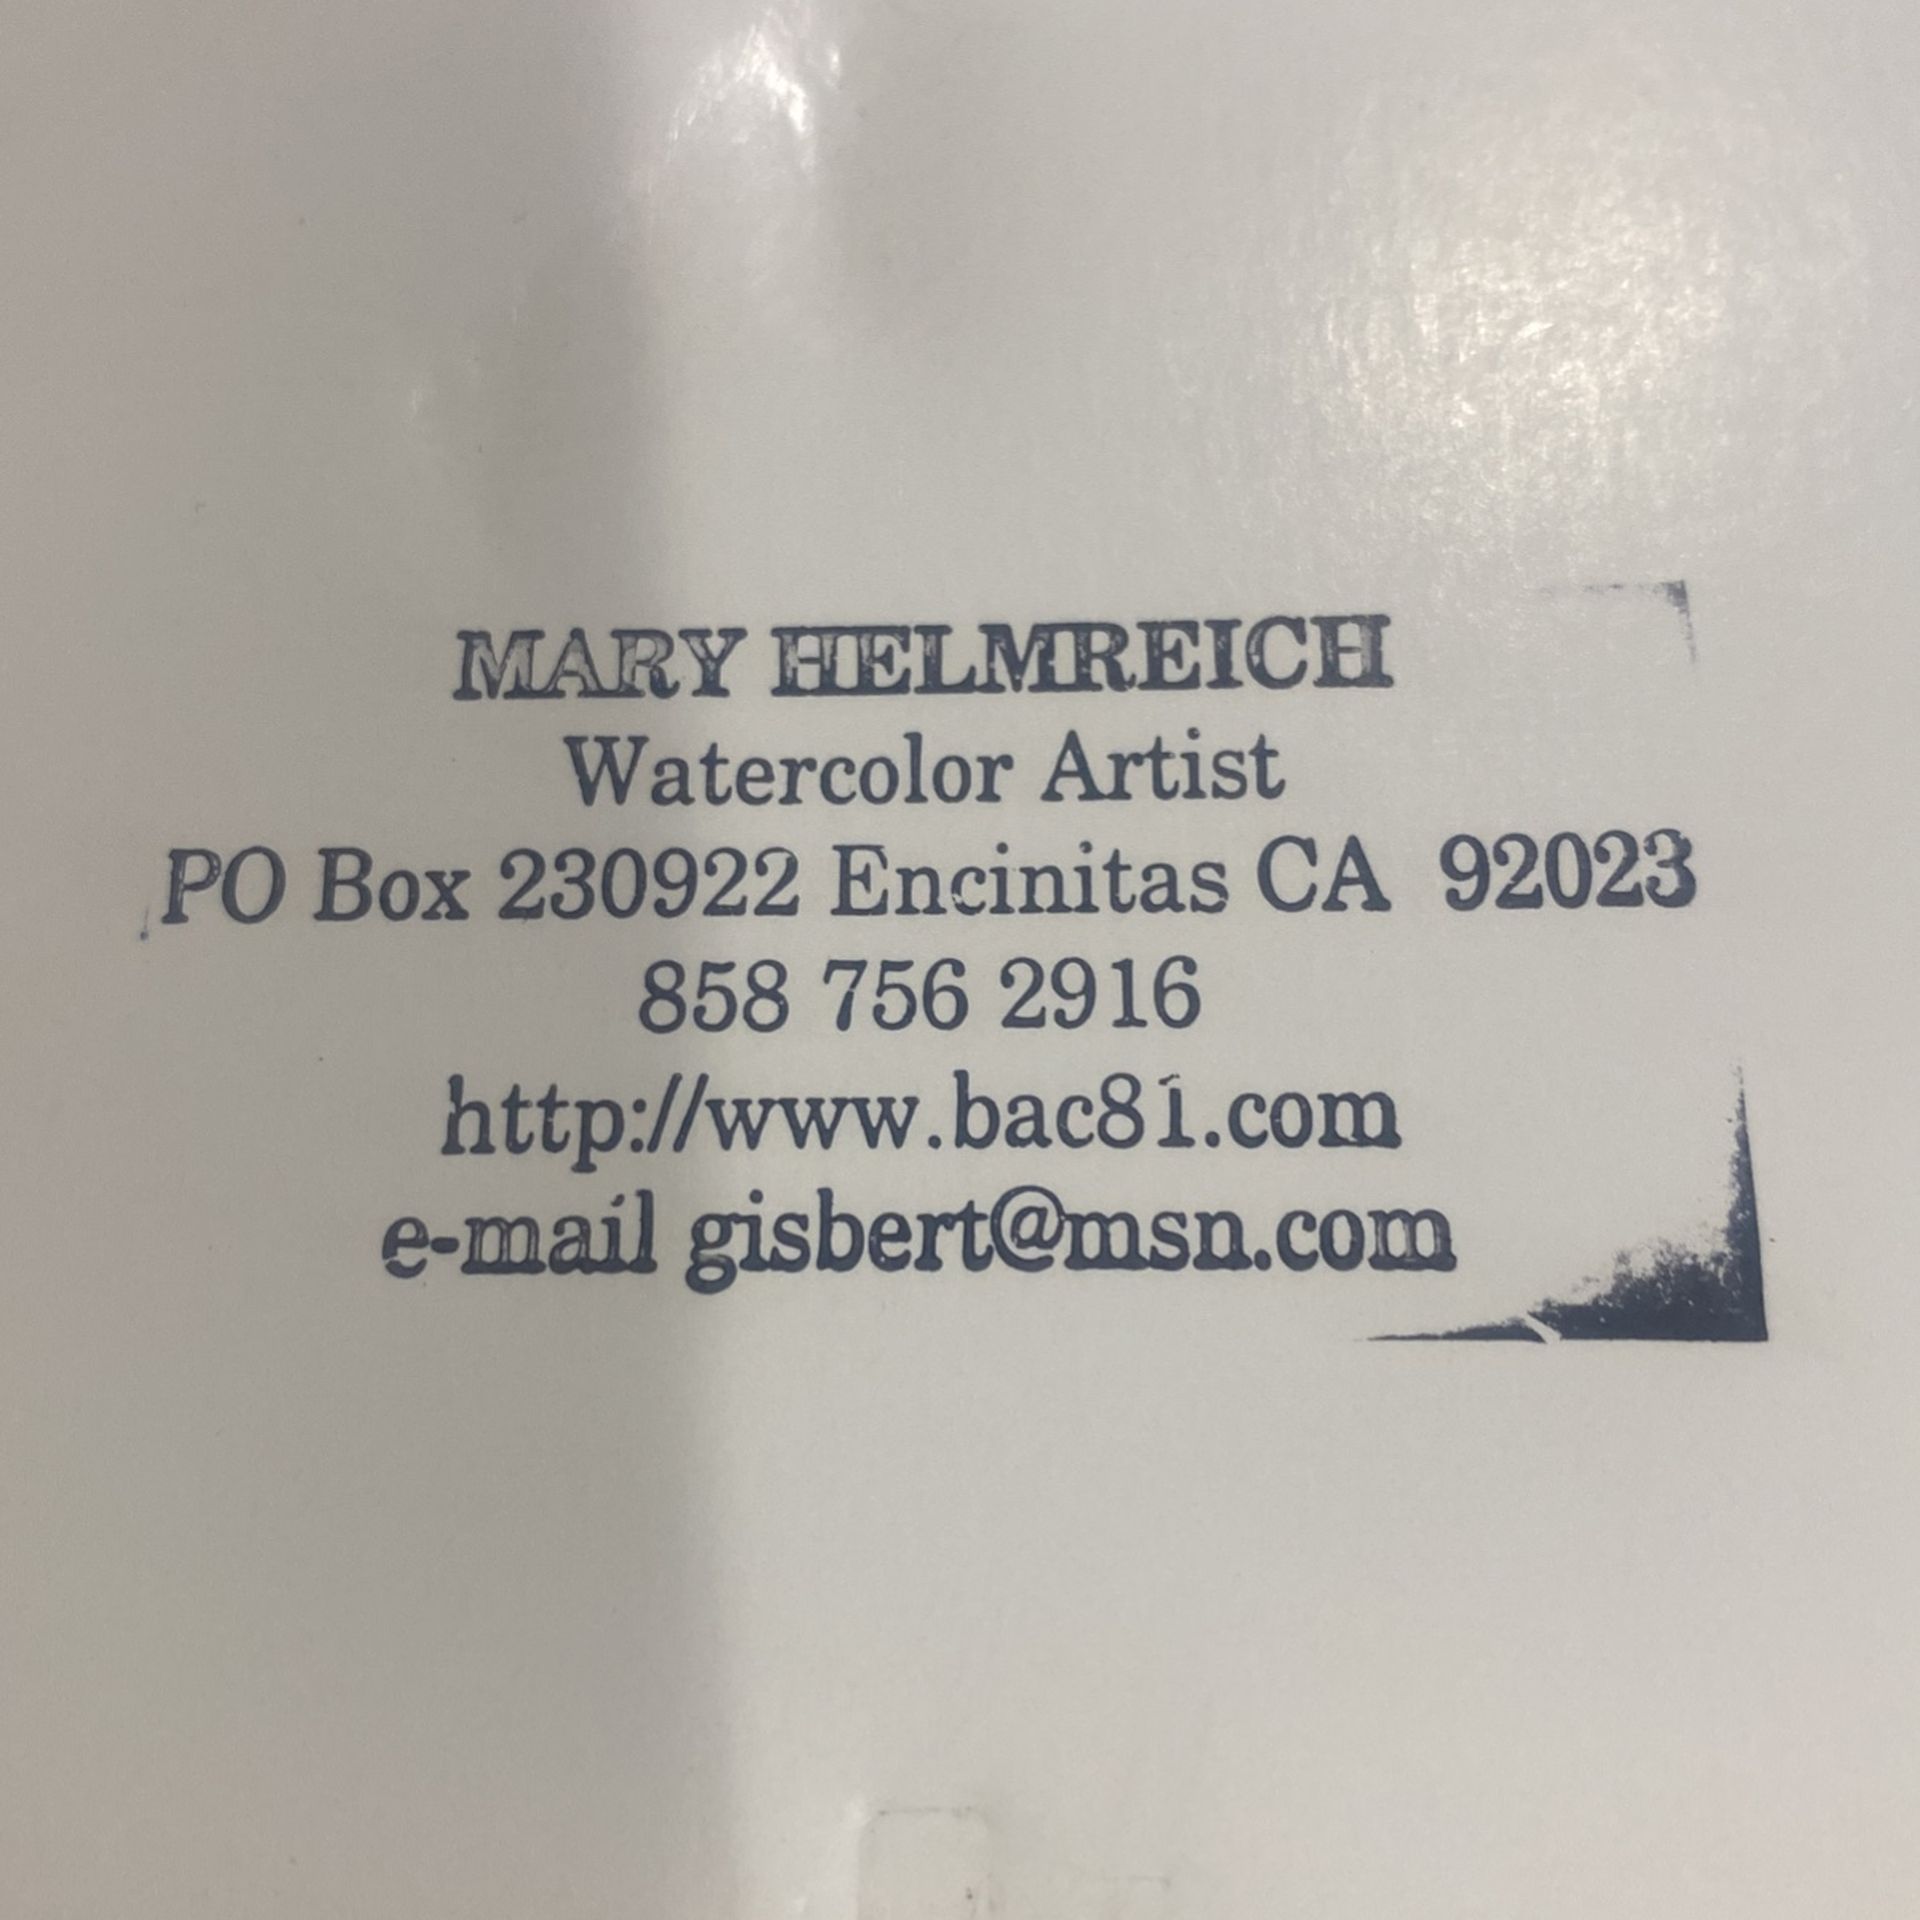 MARY HELMREICH
Watercolor Artist
PO Box 230922 Encinitas CA 92023
858 756 2916
http://www.bac81.com
e-mail gisbert@msn.com